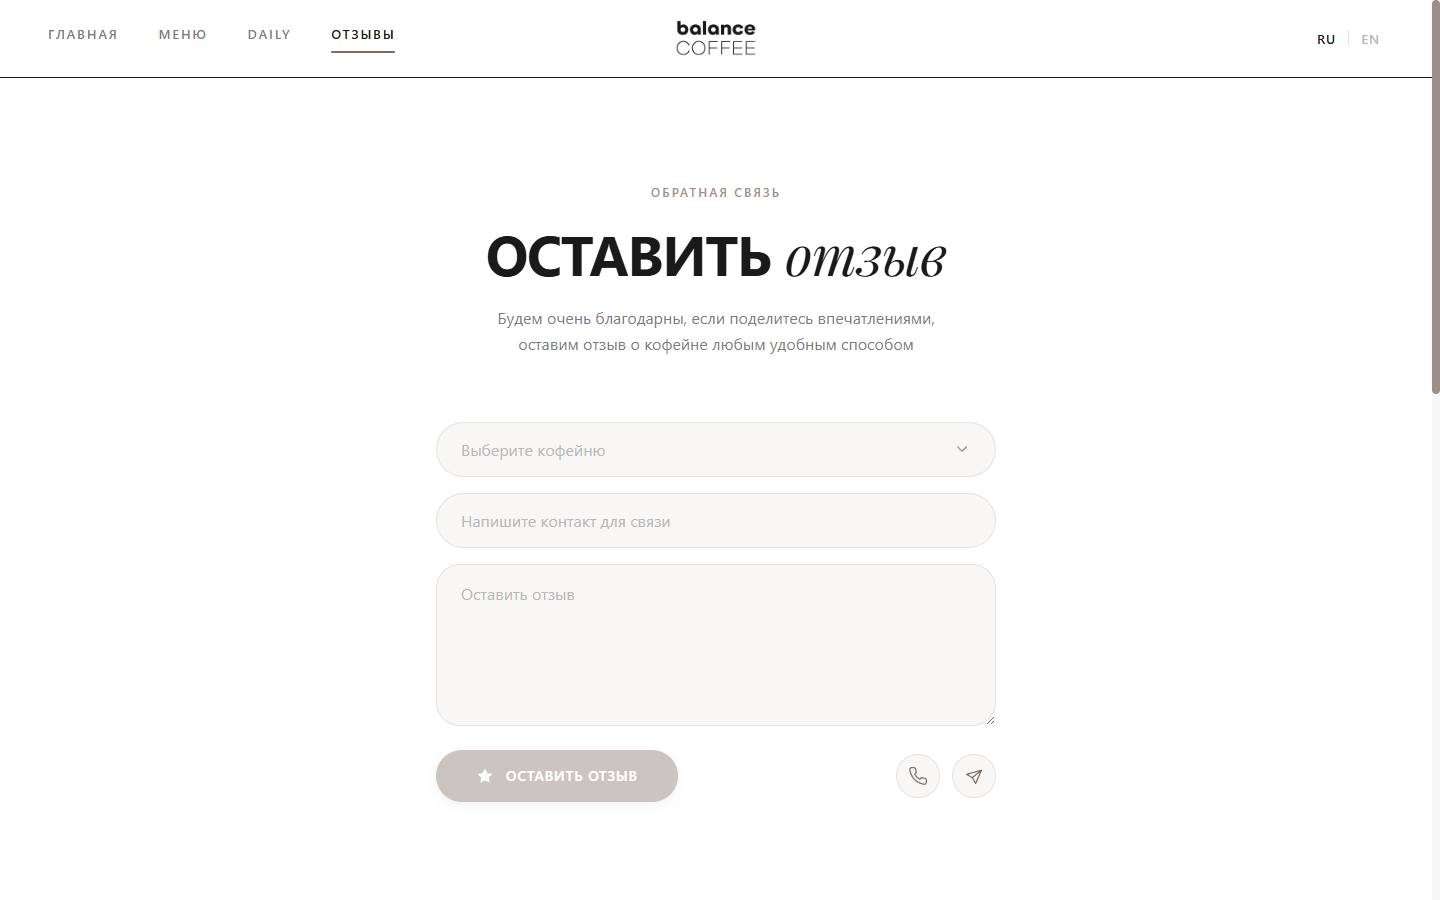 ГЛАВНАЯ МЕНЮ DAILY ОТЗЫВЫ
balance
COFFEE
RU EN
ОБРАТНАЯ СВЯЗЬ
ОСТАВИТЬ отзыв
Будем очень благодарны, если поделитесь впечатлениями,
оставим отзыв о кофейне любым удобным способом
Выберите кофейню
Напишите контакт для связи
Оставить отзыв
ОСТАВИТЬ ОТЗЫВ